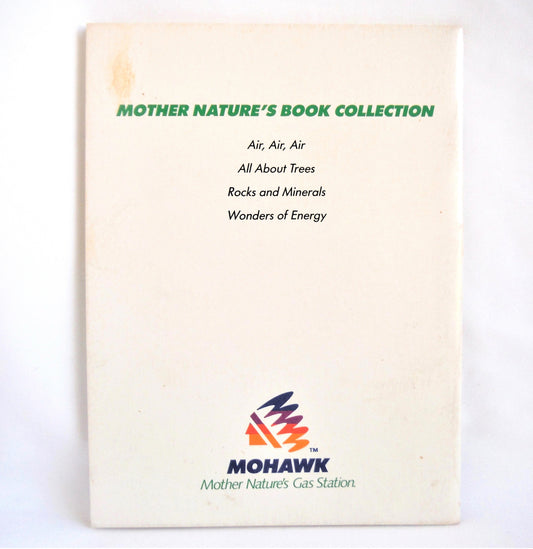 MOTHER NATURE'S BOOK COLLECTION
Air, Air, Air
All About Trees
Rocks and Minerals
Wonders of Energy
TM
MOHAWK
Mother Nature's Gas Station.